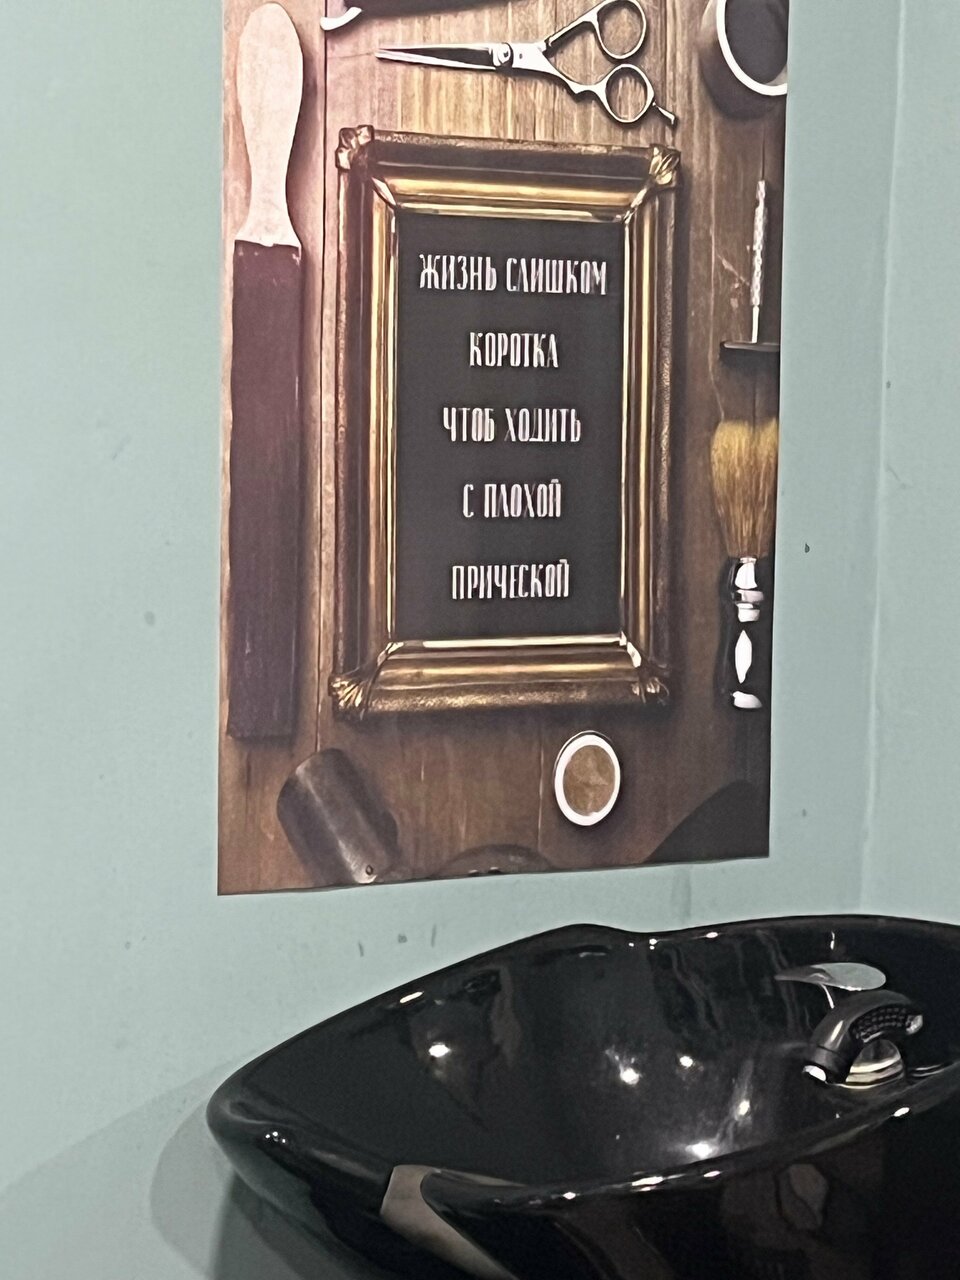 ЖИЗНЬ СЛИШКОМ
КОРОТКА
ЧТОБ ХОДИТЬ
С ПЛОХОЙ
ПРИЧЕСКОЙ